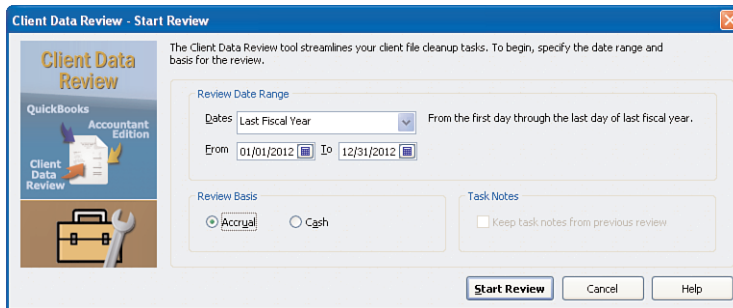 Client Data Review - Start Review
Client Data
Review
QuickBooks
Accountant
Edition
Client
Data
Review
The Client Data Review tool streamlines your client file cleanup tasks. To begin, specify the date range and
basis for the review.
Review Date Range
Dates Last Fiscal Year From the first day through the last day of last fiscal year.
From 01/01/2012 To 12/31/2012
Review Basis
Accrual Cash
Task Notes
Keep task notes from previous review
Start Review Cancel Help